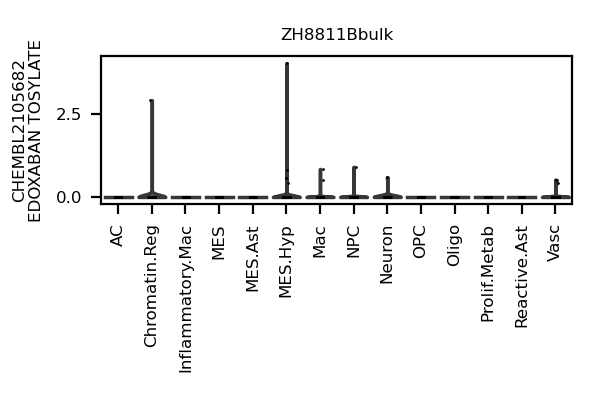 ZH8811Bbulk
CHEMBL2105682
EDOXABAN TOSYLATE
2.5
0.0
AC
Chromatin.Reg
Inflammatory.Mac
MES
MES.Ast
MES.Hyp
Mac
NPC
Neuron
OPC
Oligo
Prolif.Metab
Reactive.Ast
Vasc